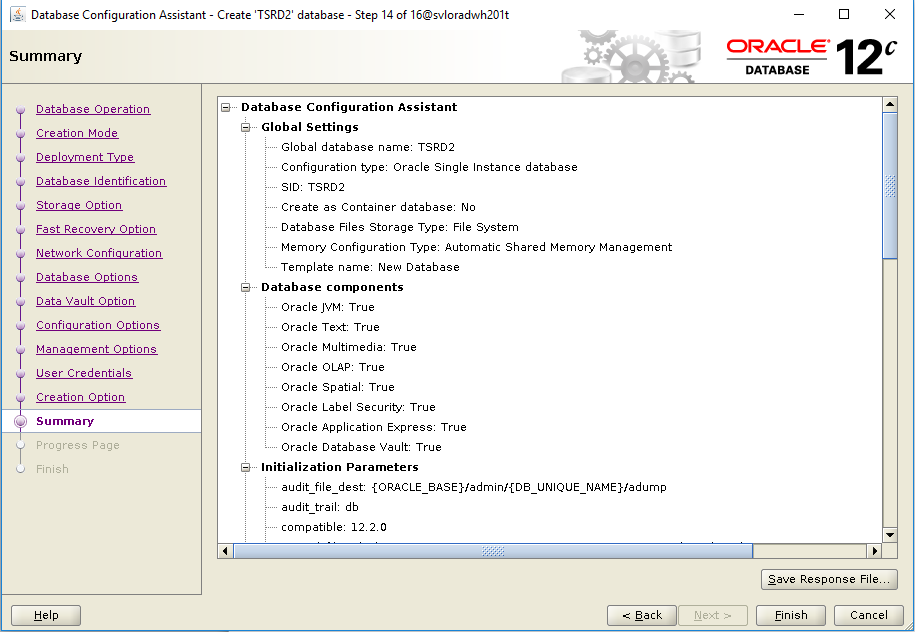 Database Configuration Assistant - Create 'TSRD2' database - Step 14 of 16@svloradwh201t
Summary
ORACLE®
DATABASE
12c
Database Operation
Creation Mode
Deployment Type
Database Identification
Storage Option
Fast Recovery Option
Network Configuration
Database Options
Data Vault Option
Configuration Options
Management Options
User Credentials
Creation Option
Summary
Progress Page
Finish
Database Configuration Assistant
Global Settings
Global database name: TSRD2
Configuration type: Oracle Single Instance database
SID: TSRD2
Create as Container database: No
Database Files Storage Type: File System
Memory Configuration Type: Automatic Shared Memory Management
Template name: New Database
Database components
Oracle JVM: True
Oracle Text: True
Oracle Multimedia: True
Oracle OLAP: True
Oracle Spatial: True
Oracle Label Security: True
Oracle Application Express: True
Oracle Database Vault: True
Initialization Parameters
audit_file_dest: {ORACLE_BASE}/admin/{DB_UNIQUE_NAME}/adump
audit_trail: db
compatible: 12.2.0
Save Response File...
Help
< Back
Next >
Finish
Cancel